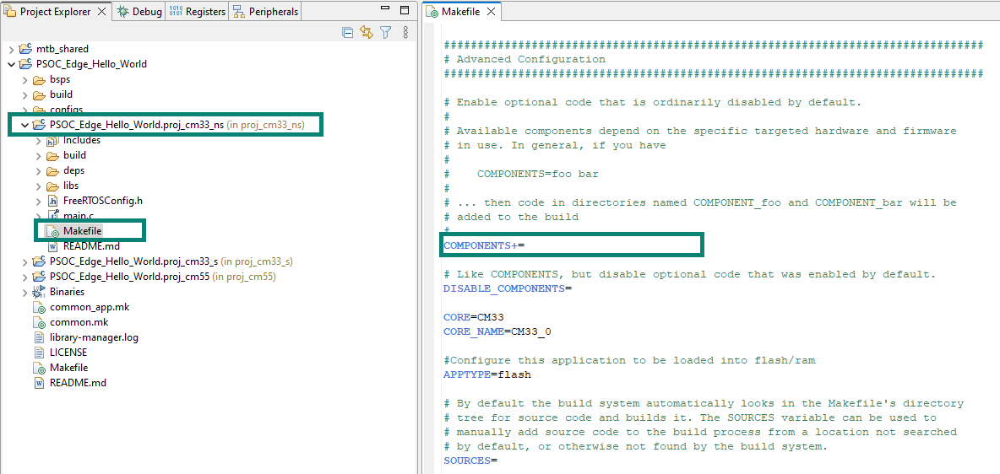 Project Explorer
Debug
Registers
Peripherals
mtb_shared
PSOC_Edge_Hello_World
bsps
build
configs
PSOC_Edge_Hello_World.proj_cm33_ns (in proj_cm33_ns)
Includes
build
deps
libs
FreeRTOSConfig.h
main.c
Makefile
README.md
PSOC_Edge_Hello_World.proj_cm33_s (in proj_cm33_s)
PSOC_Edge_Hello_World.proj_cm55 (in proj_cm55)
Binaries
common_app.mk
common.mk
library-manager.log
LICENSE
Makefile
README.md
Makefile
################################################################################
# Advanced Configuration
################################################################################
# Enable optional code that is ordinarily disabled by default.
#
# Available components depend on the specific targeted hardware and firmware
# in use. In general, if you have
#
#    COMPONENTS=foo bar
#
# ... then code in directories named COMPONENT_foo and COMPONENT_bar will be
# added to the build
#
COMPONENTS+=
# Like COMPONENTS, but disable optional code that was enabled by default.
DISABLE_COMPONENTS=
CORE=CM33
CORE_NAME=CM33_0
#Configure this application to be loaded into flash/ram
APPTYPE=flash
# By default the build system automatically looks in the Makefile's directory
# tree for source code and builds it. The SOURCES variable can be used to
# manually add source code to the build process from a location not searched
# by default, or otherwise not found by the build system.
SOURCES=